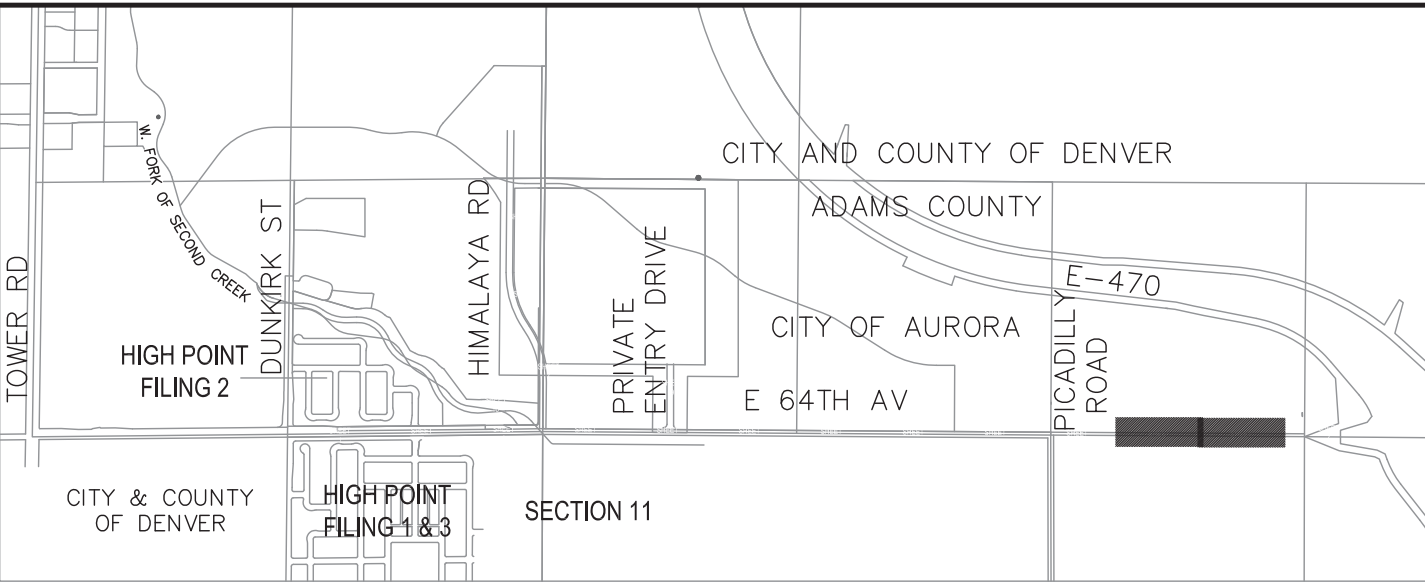 CITY AND COUNTY OF DENVER
ADAMS COUNTY
W. FORK OF SECOND CREEK
TOWER RD
DUNKIRK ST
HIMALAYA RD
PRIVATE
ENTRY DRIVE
E-470
CITY OF AURORA
PICADILLY
ROAD
HIGH POINT
FILING 2
E 64TH AV
CITY & COUNTY
OF DENVER
HIGH POINT
FILING 1 & 3
SECTION 11